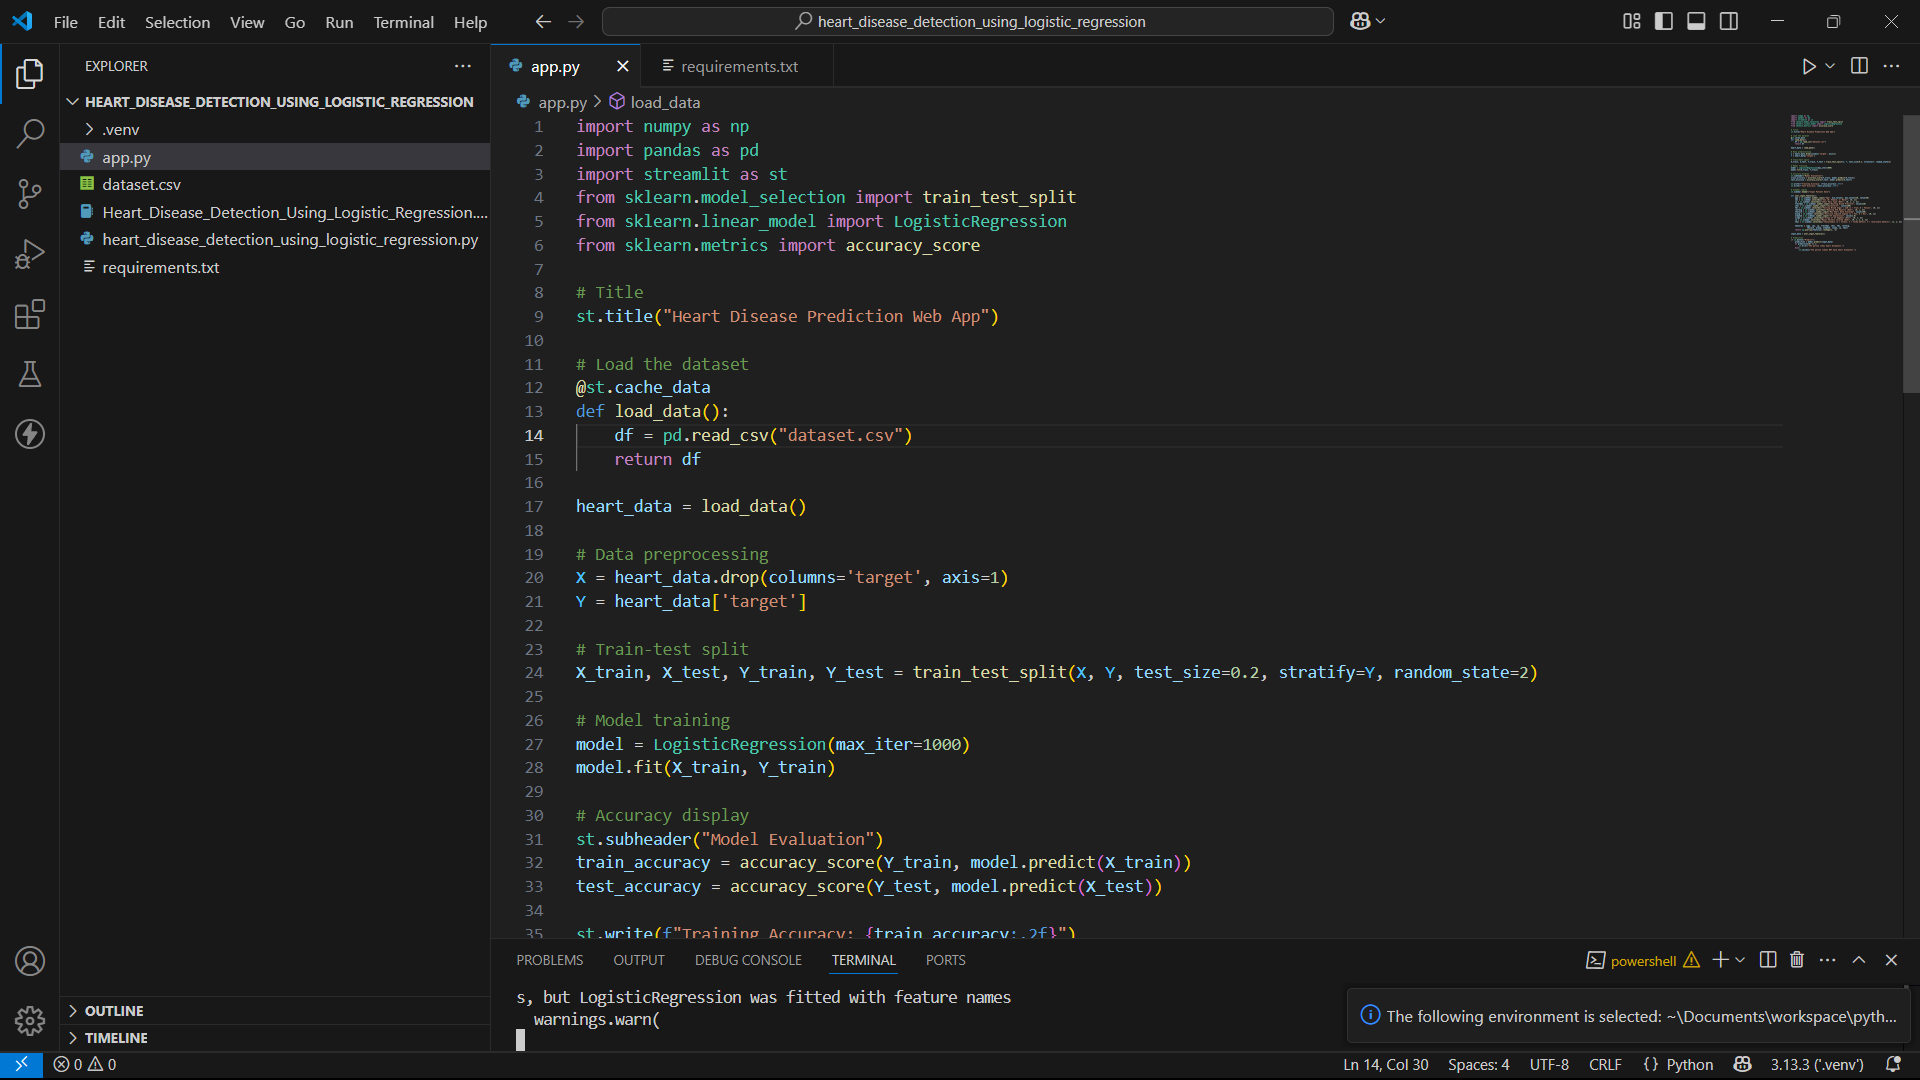 File Edit Selection View Go Run Terminal Help
heart_disease_detection_using_logistic_regression
EXPLORER
HEART_DISEASE_DETECTION_USING_LOGISTIC_REGRESSION
.venv
app.py
dataset.csv
Heart_Disease_Detection_Using_Logistic_Regression....
heart_disease_detection_using_logistic_regression.py
requirements.txt
OUTLINE
TIMELINE
app.py
requirements.txt
app.py > load_data
1 import numpy as np
2 import pandas as pd
3 import streamlit as st
4 from sklearn.model_selection import train_test_split
5 from sklearn.linear_model import LogisticRegression
6 from sklearn.metrics import accuracy_score
7
8 # Title
9 st.title("Heart Disease Prediction Web App")
10
11 # Load the dataset
12 @st.cache_data
13 def load_data():
14     df = pd.read_csv("dataset.csv")
15     return df
16
17 heart_data = load_data()
18
19 # Data preprocessing
20 X = heart_data.drop(columns='target', axis=1)
21 Y = heart_data['target']
22
23 # Train-test split
24 X_train, X_test, Y_train, Y_test = train_test_split(X, Y, test_size=0.2, stratify=Y, random_state=2)
25
26 # Model training
27 model = LogisticRegression(max_iter=1000)
28 model.fit(X_train, Y_train)
29
30 # Accuracy display
31 st.subheader("Model Evaluation")
32 train_accuracy = accuracy_score(Y_train, model.predict(X_train))
33 test_accuracy = accuracy_score(Y_test, model.predict(X_test))
34
35 st.write(f"Training Accuracy: {train_accuracy:.2f}")
PROBLEMS OUTPUT DEBUG CONSOLE TERMINAL PORTS
powershell
s, but LogisticRegression was fitted with feature names
  warnings.warn(
The following environment is selected: ~\Documents\workspace\pyth...
0 0
Ln 14, Col 30 Spaces: 4 UTF-8 CRLF {} Python 3.13.3 ('.venv')